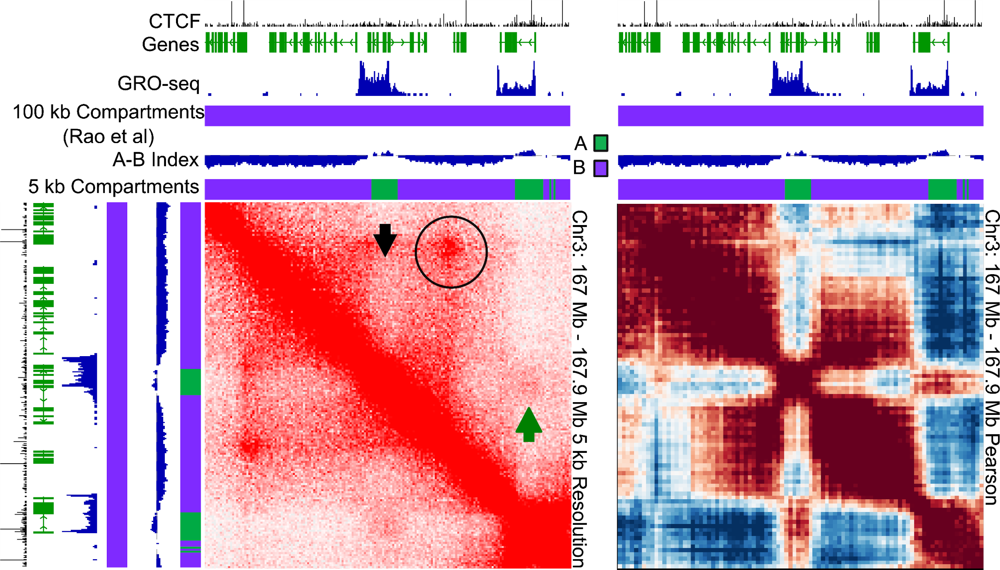 CTCF
Genes
GRO-seq
100 kb Compartments
(Rao et al)
A-B Index
5 kb Compartments
A
B
Chr3: 167 Mb - 167.9 Mb 5 kb Resolution
Chr3: 167 Mb - 167.9 Mb Pearson